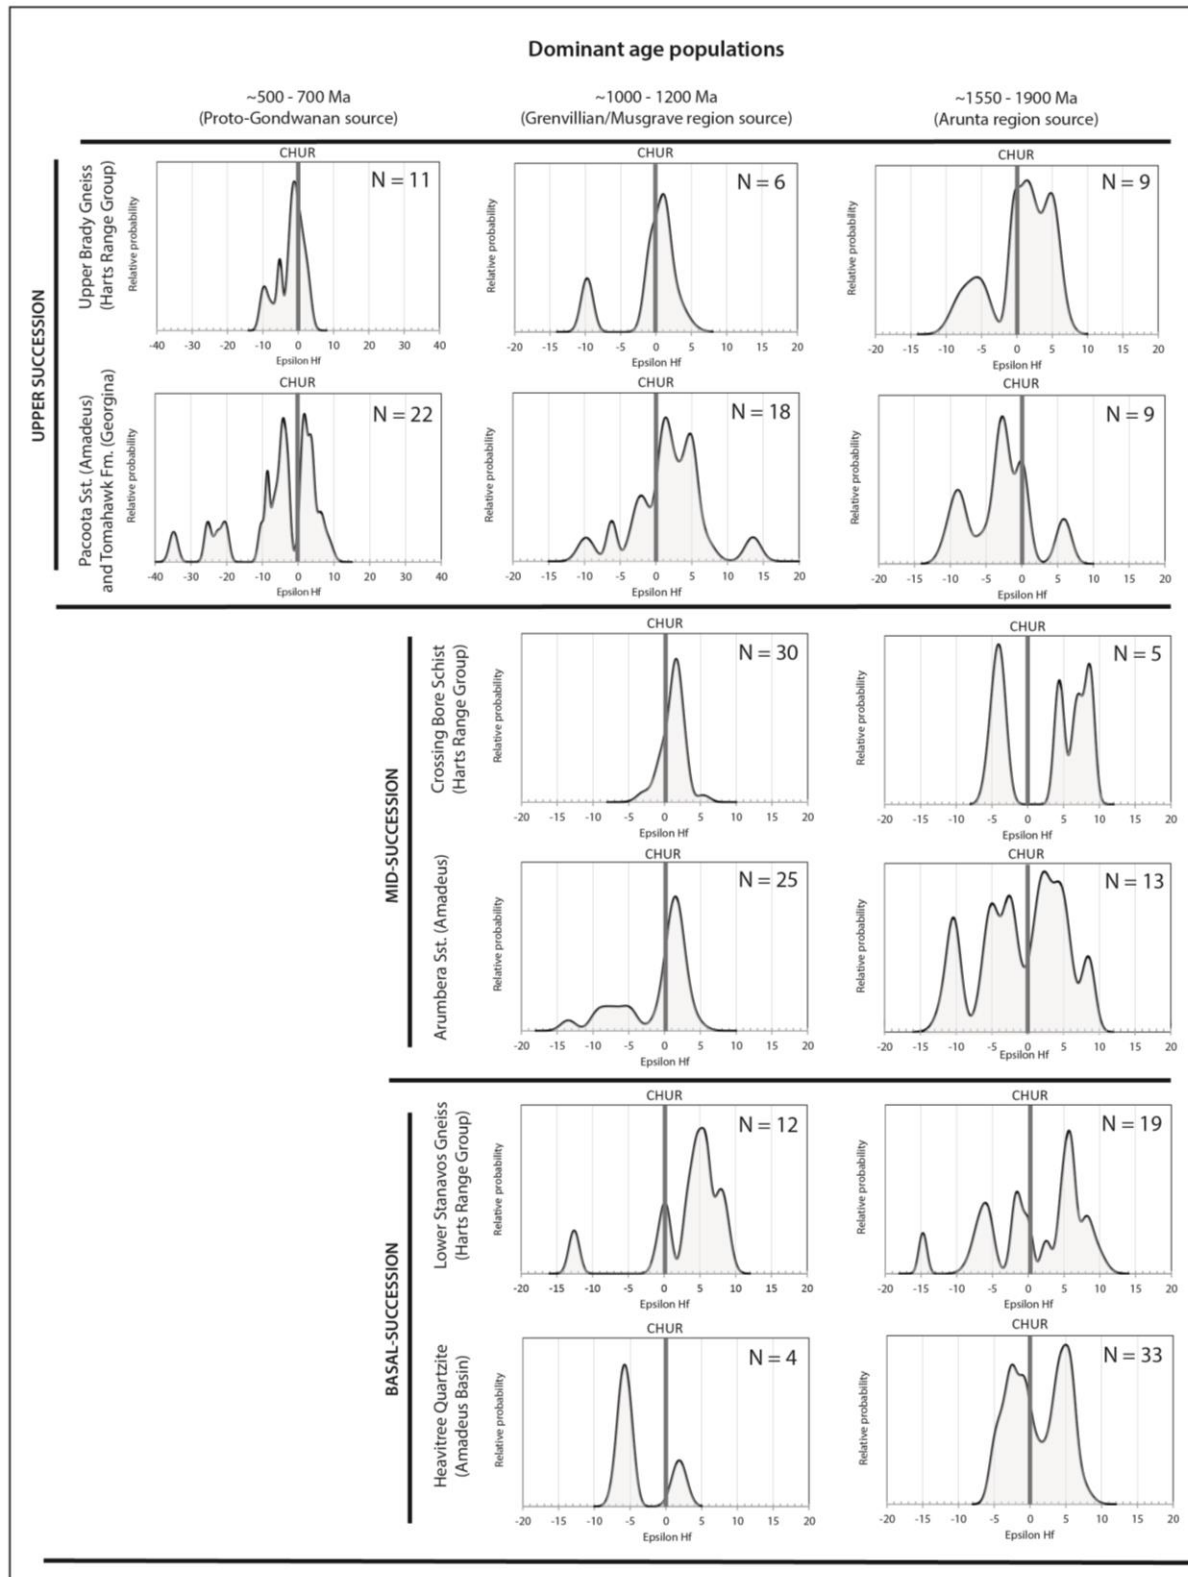 Dominant age populations
~500 - 700 Ma
(Proto-Gondwanan source)
~1000 - 1200 Ma
(Grenvillian/Musgrave region source)
~1550 - 1900 Ma
(Arunta region source)
UPPER SUCCESSION
Upper Brady Gneiss
(Harts Range Group)
CHUR
N = 11
Relative probability
-40 -30 -20 -10 0 10 20 30 40
Epsilon Hf
CHUR
N = 6
Relative probability
-20 -15 -10 -5 0 5 10 15 20
Epsilon Hf
CHUR
N = 9
Relative probability
-20 -15 -10 -5 0 5 10 15 20
Epsilon Hf
Pacoota Sst. (Amadeus)
and Tomahawk Fm. (Georgina)
CHUR
N = 22
Relative probability
-40 -30 -20 -10 0 10 20 30 40
Epsilon Hf
CHUR
N = 18
Relative probability
-20 -15 -10 -5 0 5 10 15 20
Epsilon Hf
CHUR
N = 9
Relative probability
-20 -15 -10 -5 0 5 10 15 20
Epsilon Hf
MID-SUCCESSION
Crossing Bore Schist
(Harts Range Group)
CHUR
N = 30
Relative probability
-20 -15 -10 -5 0 5 10 15 20
Epsilon Hf
CHUR
N = 5
Relative probability
-20 -15 -10 -5 0 5 10 15 20
Epsilon Hf
Arumbera Sst. (Amadeus)
CHUR
N = 25
Relative probability
-20 -15 -10 -5 0 5 10 15 20
Epsilon Hf
CHUR
N = 13
Relative probability
-20 -15 -10 -5 0 5 10 15 20
Epsilon Hf
BASAL-SUCCESSION
Lower Stanavos Gneiss
(Harts Range Group)
CHUR
N = 12
Relative probability
-20 -15 -10 -5 0 5 10 15 20
Epsilon Hf
CHUR
N = 19
Relative probability
-20 -15 -10 -5 0 5 10 15 20
Epsilon Hf
Heavitree Quartzite
(Amadeus Basin)
CHUR
N = 4
Relative probability
-20 -15 -10 -5 0 5 10 15 20
Epsilon Hf
CHUR
N = 33
Relative probability
-20 -15 -10 -5 0 5 10 15 20
Epsilon Hf